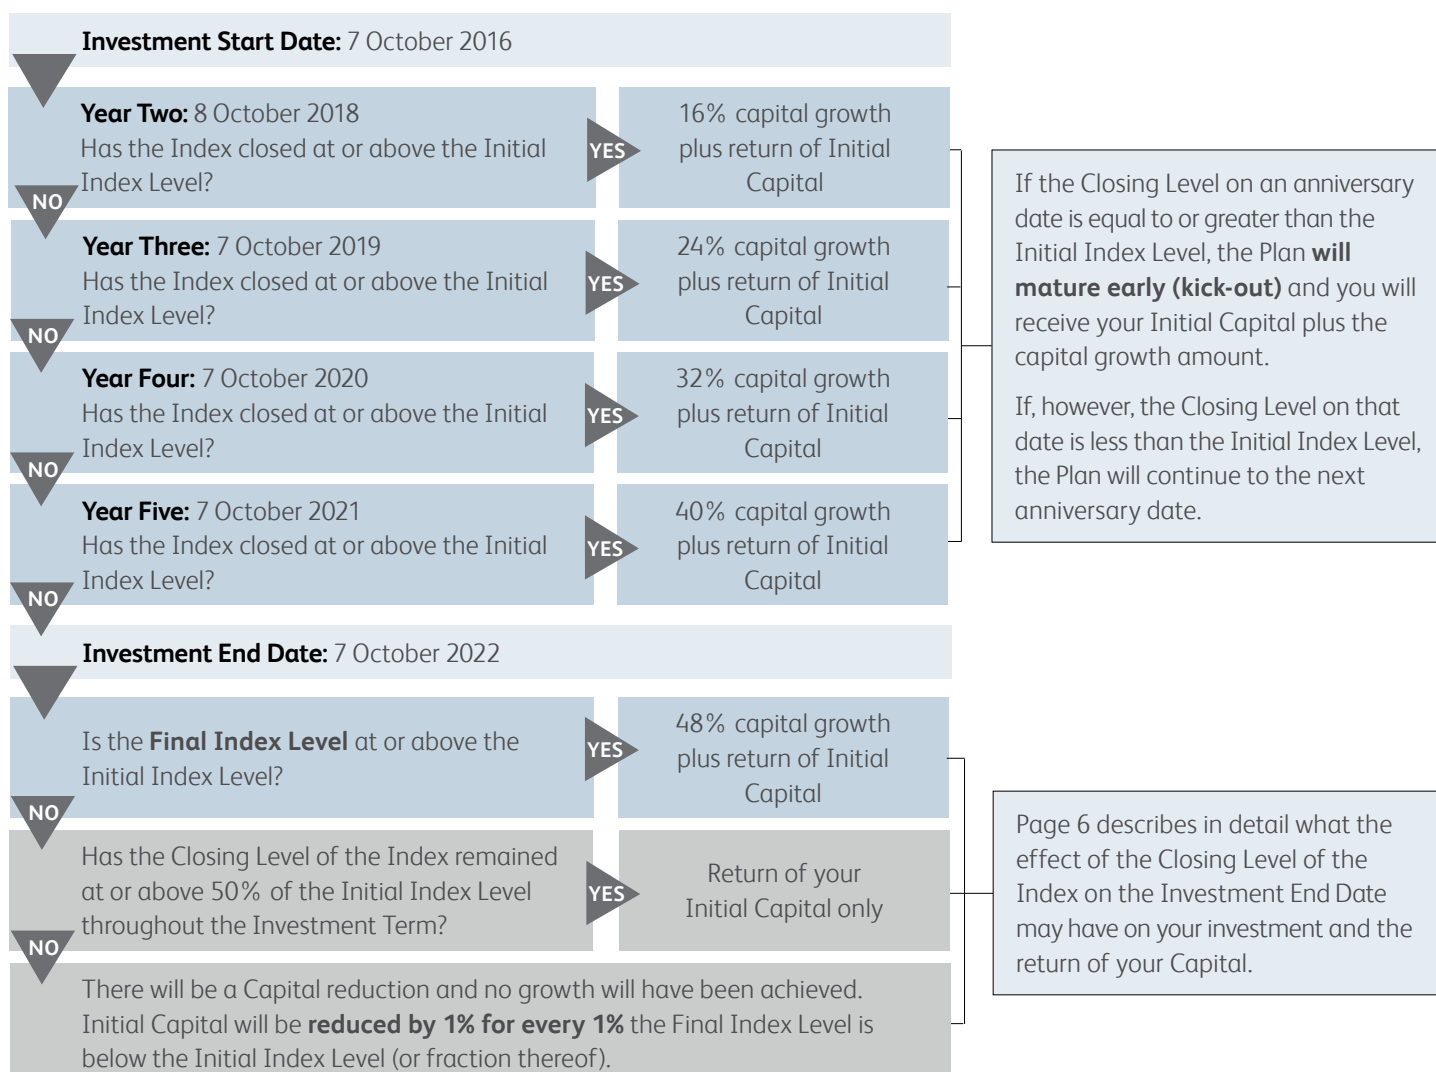 Investment Start Date: 7 October 2016
Year Two: 8 October 2018
Has the Index closed at or above the Initial
Index Level?
YES
16% capital growth
plus return of Initial
Capital
NO
Year Three: 7 October 2019
Has the Index closed at or above the Initial
Index Level?
YES
24% capital growth
plus return of Initial
Capital
NO
Year Four: 7 October 2020
Has the Index closed at or above the Initial
Index Level?
YES
32% capital growth
plus return of Initial
Capital
NO
Year Five: 7 October 2021
Has the Index closed at or above the Initial
Index Level?
YES
40% capital growth
plus return of Initial
Capital
NO
If the Closing Level on an anniversary
date is equal to or greater than the
Initial Index Level, the Plan will
mature early (kick-out) and you will
receive your Initial Capital plus the
capital growth amount.
If, however, the Closing Level on that
date is less than the Initial Index Level,
the Plan will continue to the next
anniversary date.
Investment End Date: 7 October 2022
Is the Final Index Level at or above the
Initial Index Level?
YES
48% capital growth
plus return of Initial
Capital
NO
Has the Closing Level of the Index remained
at or above 50% of the Initial Index Level
throughout the Investment Term?
YES
Return of your
Initial Capital only
NO
There will be a Capital reduction and no growth will have been achieved.
Initial Capital will be reduced by 1% for every 1% the Final Index Level is
below the Initial Index Level (or fraction thereof).
Page 6 describes in detail what the
effect of the Closing Level of the
Index on the Investment End Date
may have on your investment and the
return of your Capital.